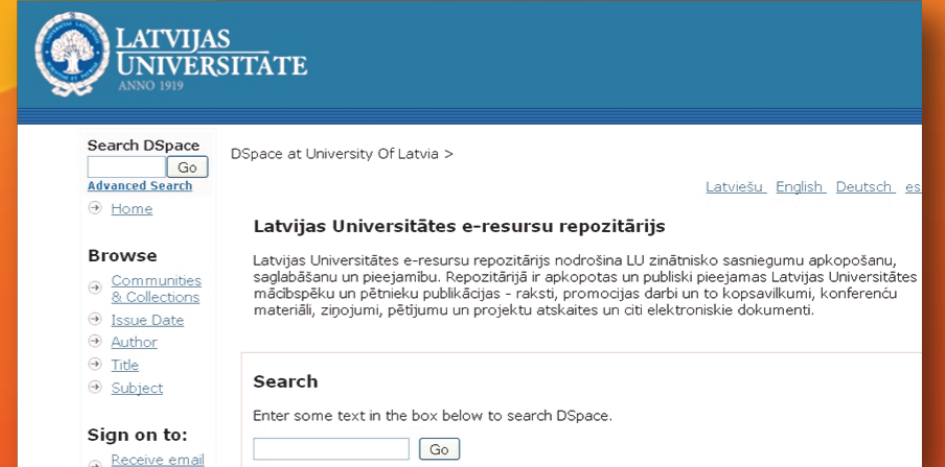 LATVIJAS
UNIVERSITĀTE
ANNO 1919
Search DSpace
Go
Advanced Search
Home
Browse
Communities
& Collections
Issue Date
Author
Title
Subject
Sign on to:
Receive email
DSpace at University Of Latvia >
Latviešu English Deutsch es
Latvijas Universitātes e-resursu repozitārijs
Latvijas Universitātes e-resursu repozitārijs nodrošina LU zinātnisko sasniegumu apkopošanu,
saglabāšanu un pieejamību. Repozitārijā ir apkopotas un publiski pieejamas Latvijas Universitātes
mācībspēku un pētnieku publikācijas - raksti, promocijas darbi un to kopsavilkumi, konferenču
materiāli, ziņojumi, pētījumu un projektu atskaites un citi elektroniskie dokumenti.
Search
Enter some text in the box below to search DSpace.
Go